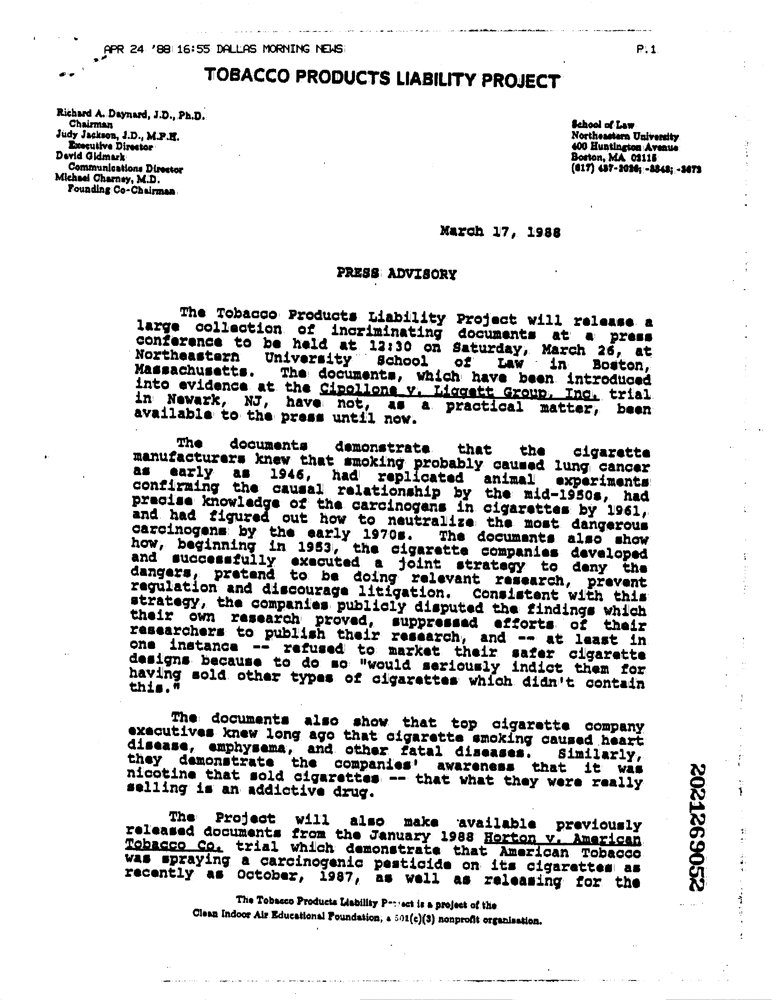 APR 24 '88 16:55 DALLAS MORNING NEWS P.1
TOBACCO PRODUCTS LIABILITY PROJECT
Richard A. Daynard, J.D., Ph.D.
Chairman
Judy Jackson, J.D., M.P.H.
Executive Director
David Gidmark
Communications Director
Michael Charney, M.D.
Founding Co-Chairman
School of Law
Northeastern University
400 Huntington Avenue
Boston, MA 02115
(617) 437-2026; -3848; -3673
March 17, 1988
PRESS ADVISORY
The Tobacco Products Liability Project will release a
large collection of incriminating documents at a press
conference to be held at 12:30 on Saturday, March 26, at
Northeastern University School of Law in Boston,
Massachusetts. The documents, which have been introduced
into evidence at the Cipollone v. Liggett Group, Inc. trial
in Newark, NJ, have not, as a practical matter, been
available to the press until now.
The documents demonstrate that the cigarette
manufacturers knew that smoking probably caused lung cancer
as early as 1946, had replicated animal experiments
confirming the causal relationship by the mid-1950s, had
precise knowledge of the carcinogens in cigarettes by 1961,
and had figured out how to neutralize the most dangerous
carcinogens by the early 1970s. The documents also show
how, beginning in 1953, the cigarette companies developed
and successfully executed a joint strategy to deny the
dangers, pretend to be doing relevant research, prevent
regulation and discourage litigation. Consistent with this
strategy, the companies publicly disputed the findings which
their own research proved, suppressed efforts of their
researchers to publish their research, and -- at least in
one instance -- refused to market their safer cigarette
designs because to do so "would seriously indict them for
having sold other types of cigarettes which didn't contain
this."
The documents also show that top cigarette company
executives knew long ago that cigarette smoking caused heart
disease, emphysema, and other fatal diseases. Similarly,
they demonstrate the companies' awareness that it was
nicotine that sold cigarettes -- that what they were really
selling is an addictive drug.
The Project will also make available previously
released documents from the January 1988 Horton v. American
Tobacco Co. trial which demonstrate that American Tobacco
was spraying a carcinogenic pesticide on its cigarettes as
recently as October, 1987, as well as releasing for the
The Tobacco Products Liability Project is a project of the
Clean Indoor Air Educational Foundation, a 501(c)(3) nonprofit organization.
2021269052